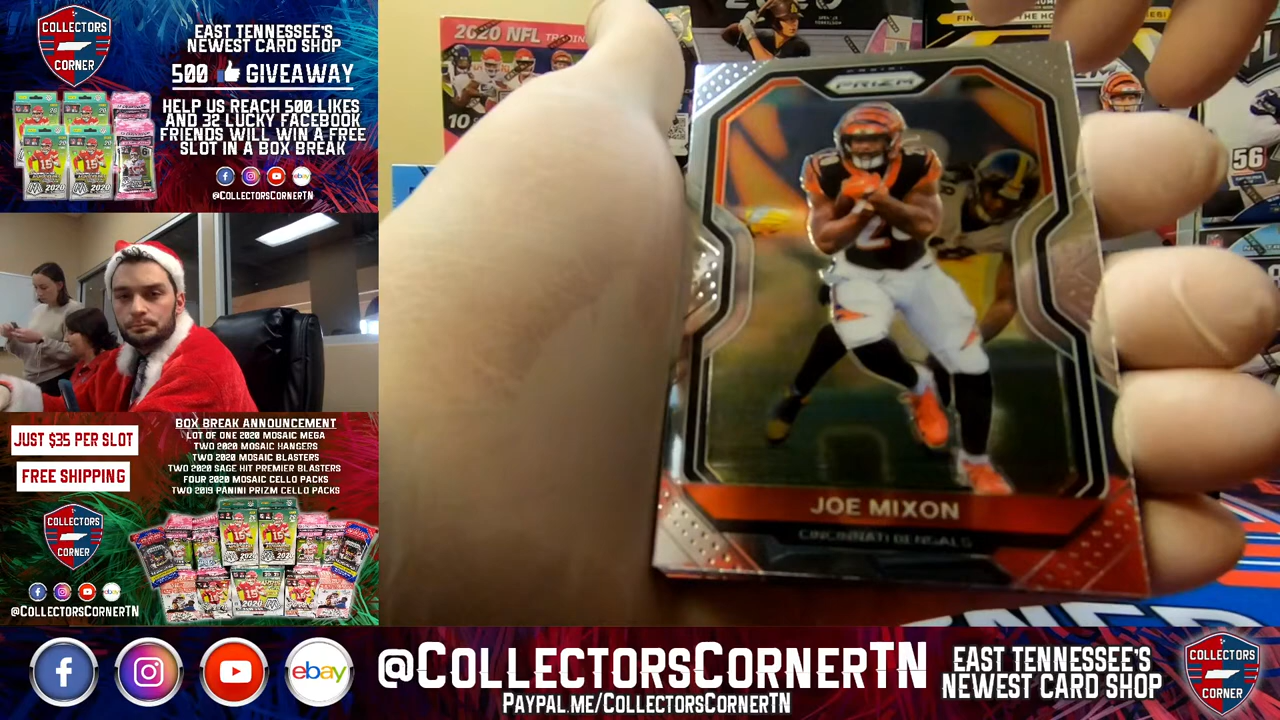 COLLECTORS
CORNER
EAST TENNESSEE'S
NEWEST CARD SHOP
500 GIVEAWAY
HELP US REACH 500 LIKES
AND 32 LUCKY FACEBOOK
FRIENDS WILL WIN A FREE
SLOT IN A BOX BREAK
@COLLECTORSCORNERTN
JUST $35 PER SLOT
FREE SHIPPING
BOX BREAK ANNOUNCEMENT
LOT OF ONE 2020 MOSAIC MEGA
TWO 2020 MOSAIC HANGERS
TWO 2020 MOSAIC BLASTERS
TWO 2020 SAGE HIT PREMIER BLASTERS
FOUR 2020 MOSAIC CELLO PACKS
TWO 2019 PANINI PRIZM CELLO PACKS
COLLECTORS
CORNER
@COLLECTORSCORNERTN
2020 NFL TRADIN
10
56
PANINI
PRIZM
JOE MIXON
CINCINNATI BENGALS
ebay
@COLLECTORSCORNERTN
PAYPAL.ME/COLLECTORSCORNERTN
EAST TENNESSEE'S
NEWEST CARD SHOP
COLLECTORS
CORNER